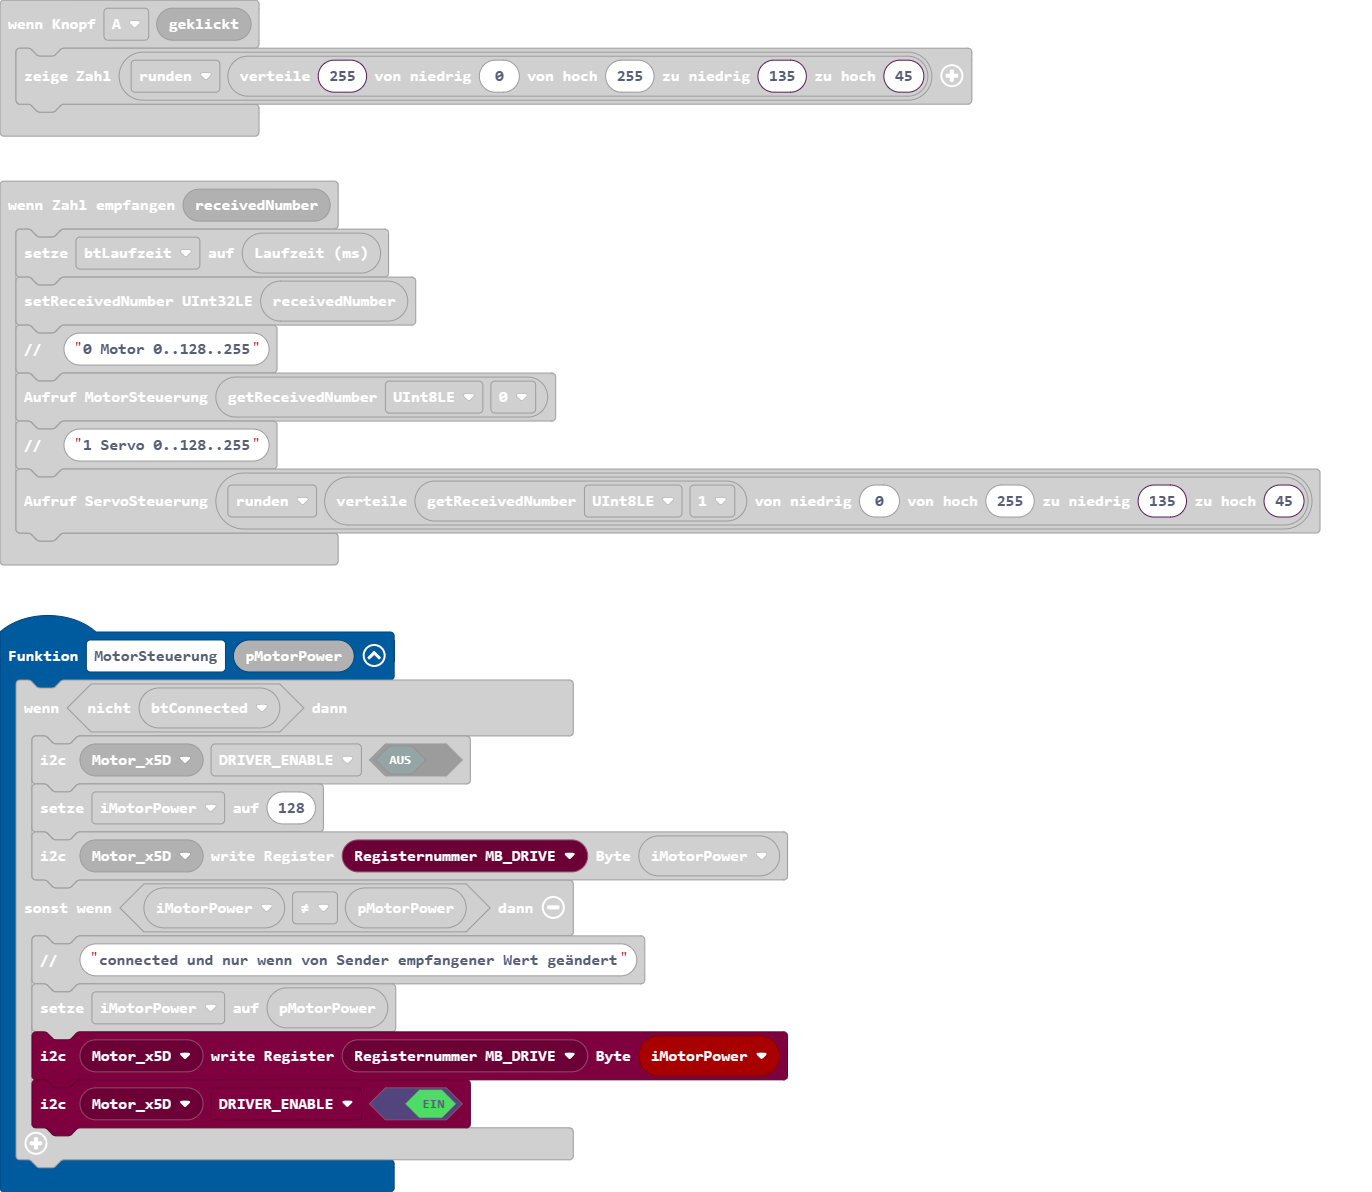 wenn Knopf A geklickt
zeige Zahl runden verteile 255 von niedrig 0 von hoch 255 zu niedrig 135 zu hoch 45
wenn Zahl empfangen receivedNumber
setze btLaufzeit auf Laufzeit (ms)
setReceivedNumber UInt32LE receivedNumber
// "0 Motor 0..128..255"
Aufruf MotorSteuerung getReceivedNumber UInt8LE 0
// "1 Servo 0..128..255"
Aufruf ServoSteuerung runden verteile getReceivedNumber UInt8LE 1 von niedrig 0 von hoch 255 zu niedrig 135 zu hoch 45
Funktion MotorSteuerung pMotorPower
wenn nicht btConnected dann
i2c Motor_x5D DRIVER_ENABLE AUS
setze iMotorPower auf 128
i2c Motor_x5D write Register Registernummer MB_DRIVE Byte iMotorPower
sonst wenn iMotorPower ≠ pMotorPower dann
// "connected und nur wenn von Sender empfangener Wert geändert"
setze iMotorPower auf pMotorPower
i2c Motor_x5D write Register Registernummer MB_DRIVE Byte iMotorPower
i2c Motor_x5D DRIVER_ENABLE EIN